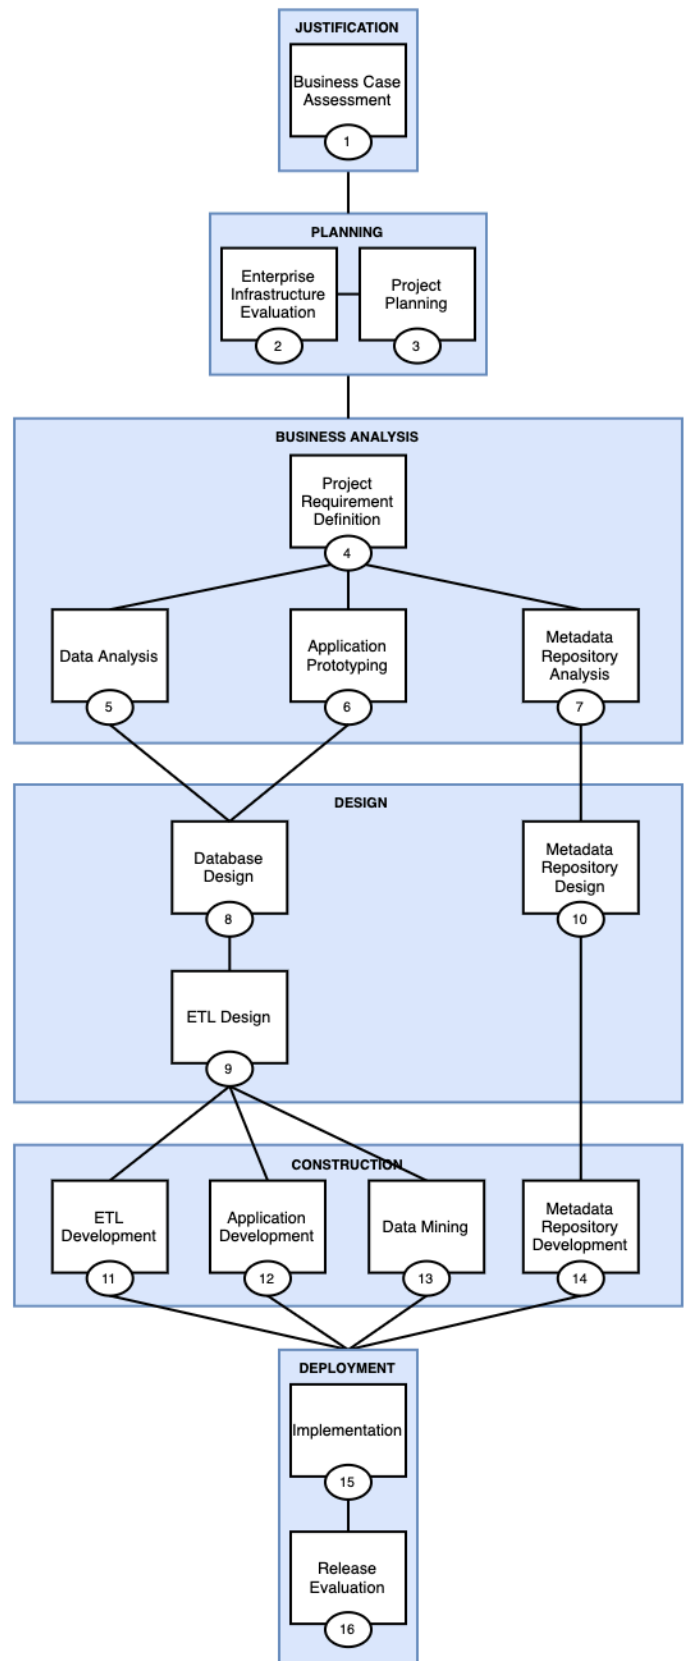 JUSTIFICATION
Business Case
Assessment
1
PLANNING
Enterprise
Infrastructure
Evaluation
2
Project
Planning
3
BUSINESS ANALYSIS
Project
Requirement
Definition
4
Data Analysis
5
Application
Prototyping
6
Metadata
Repository
Analysis
7
DESIGN
Database
Design
8
Metadata
Repository
Design
10
ETL Design
9
CONSTRUCTION
ETL
Development
11
Application
Development
12
Data Mining
13
Metadata
Repository
Development
14
DEPLOYMENT
Implementation
15
Release
Evaluation
16